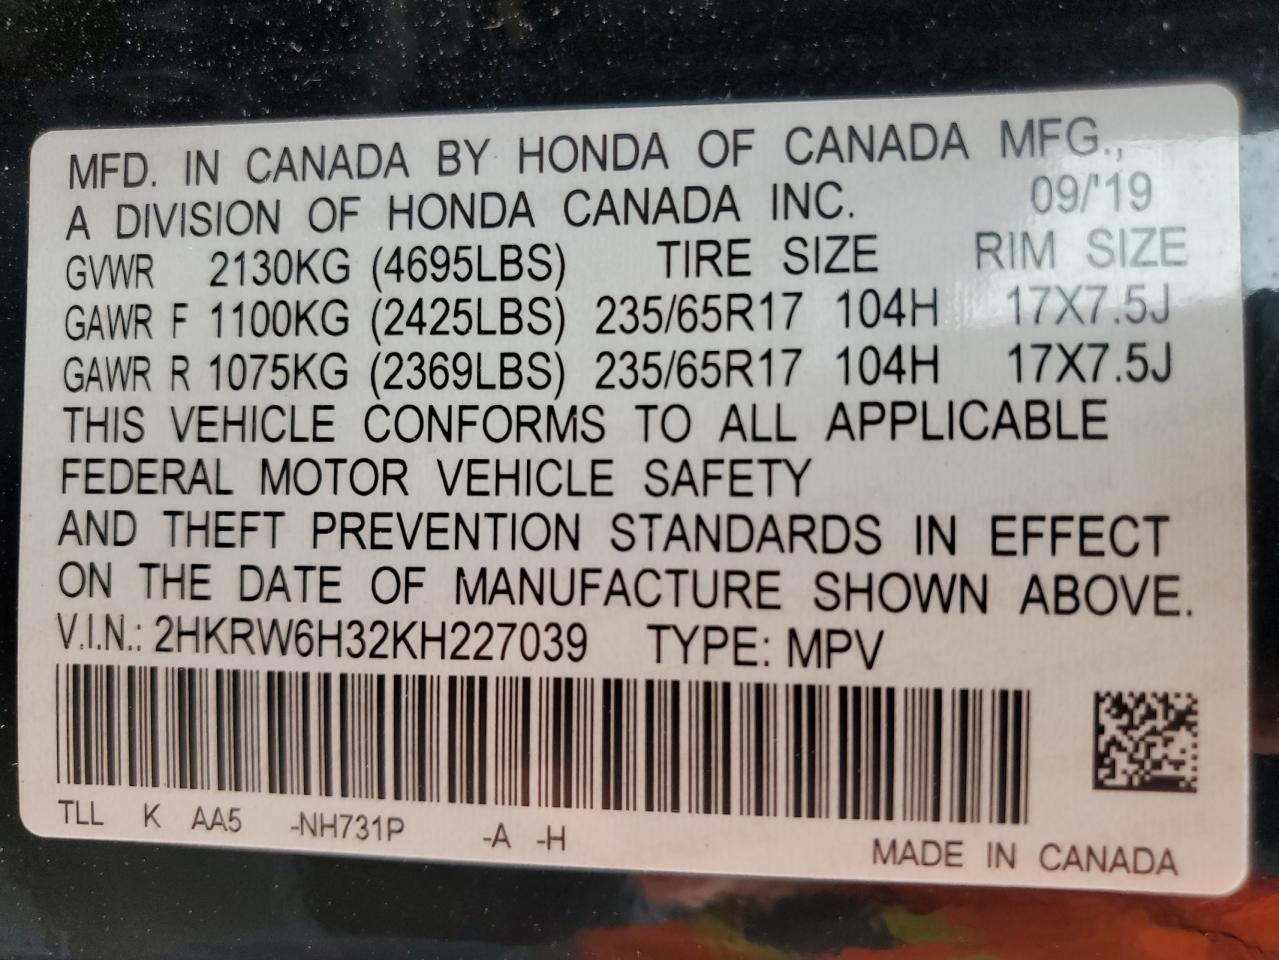 MFD. IN CANADA BY HONDA OF CANADA MFG.,
A DIVISION OF HONDA CANADA INC. 09/'19
GVWR 2130KG (4695LBS) TIRE SIZE RIM SIZE
GAWR F 1100KG (2425LBS) 235/65R17 104H 17X7.5J
GAWR R 1075KG (2369LBS) 235/65R17 104H 17X7.5J
THIS VEHICLE CONFORMS TO ALL APPLICABLE
FEDERAL MOTOR VEHICLE SAFETY
AND THEFT PREVENTION STANDARDS IN EFFECT
ON THE DATE OF MANUFACTURE SHOWN ABOVE.
V.I.N.: 2HKRW6H32KH227039 TYPE: MPV
TLL K AA5 -NH731P -A -H
MADE IN CANADA